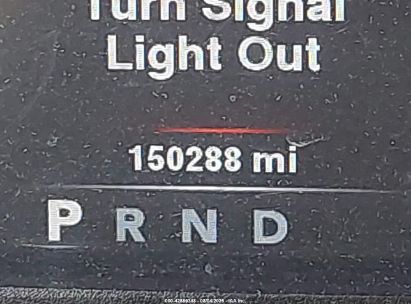 Turn Signal
Light Out
150288 mi
P R N D